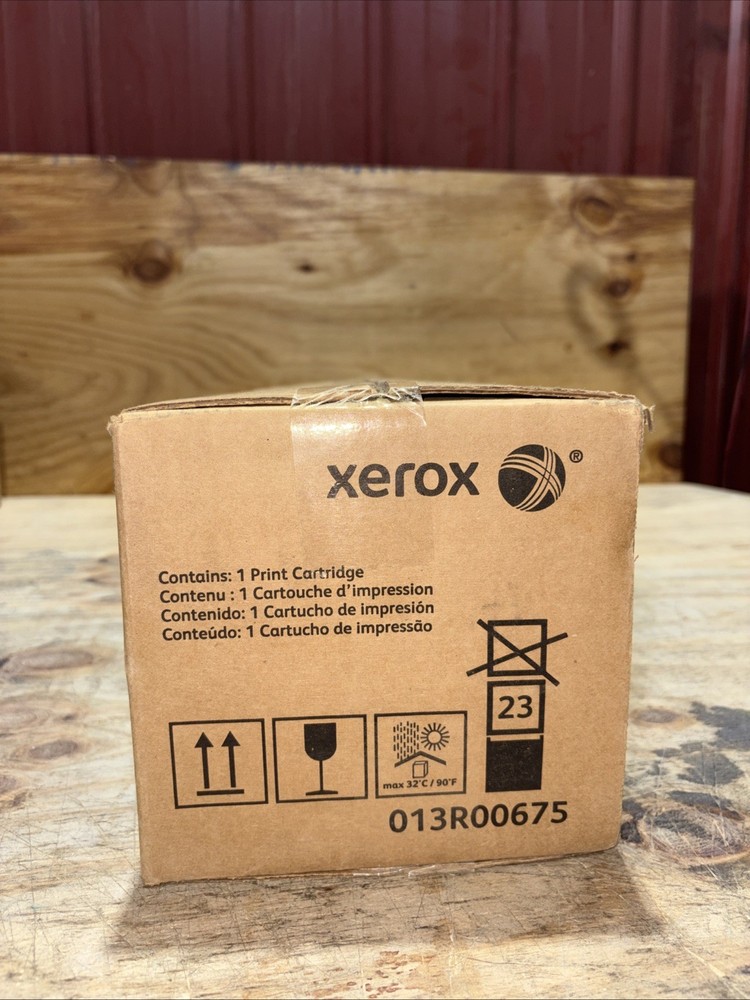 xerox ®
Contains: 1 Print Cartridge
Contenu : 1 Cartouche d'impression
Contenido: 1 Cartucho de impresión
Conteúdo: 1 Cartucho de impressão
23
max 32°C / 90°F
013R00675